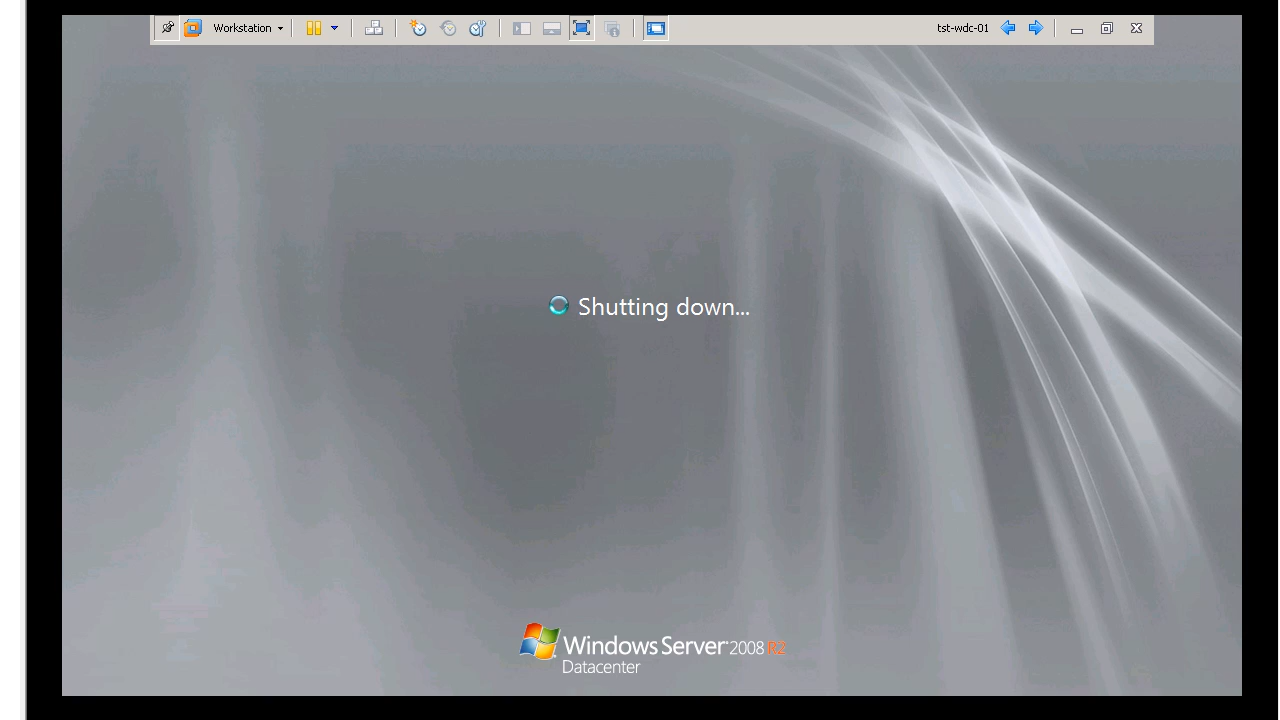 Workstation
tst-wdc-01
Shutting down...
Windows Server 2008 R2
Datacenter